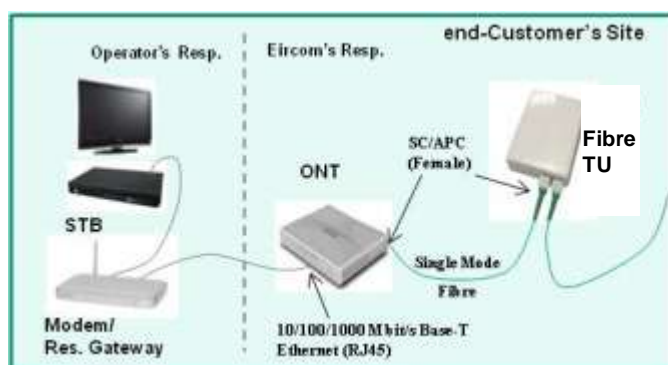 end-Customer's Site
Operator's Resp.
Eircom's Resp.
Fibre
TU
SC/APC
(Female)
ONT
STB
Single Mode
Fibre
Modem/
Res. Gateway
10/100/1000 Mbit/s Base-T
Ethernet (RJ45)